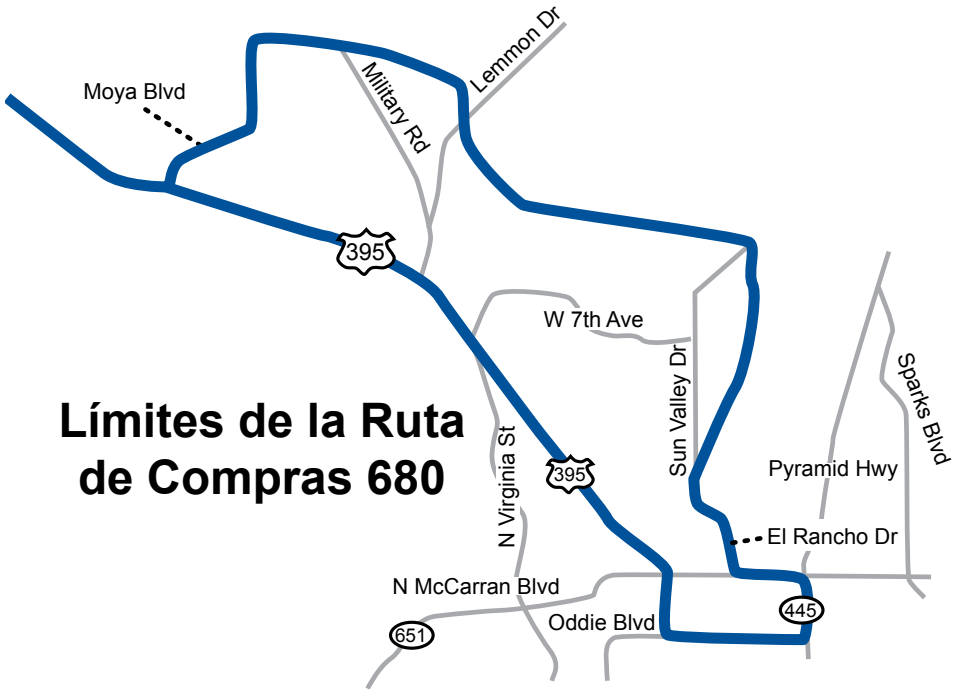 Lemmon Dr
Military Rd
Moya Blvd
395
W 7th Ave
Sun Valley Dr
Sparks Blvd
Límites de la Ruta
de Compras 680
N Virginia St
395
Pyramid Hwy
El Rancho Dr
N McCarran Blvd
651
Oddie Blvd
445